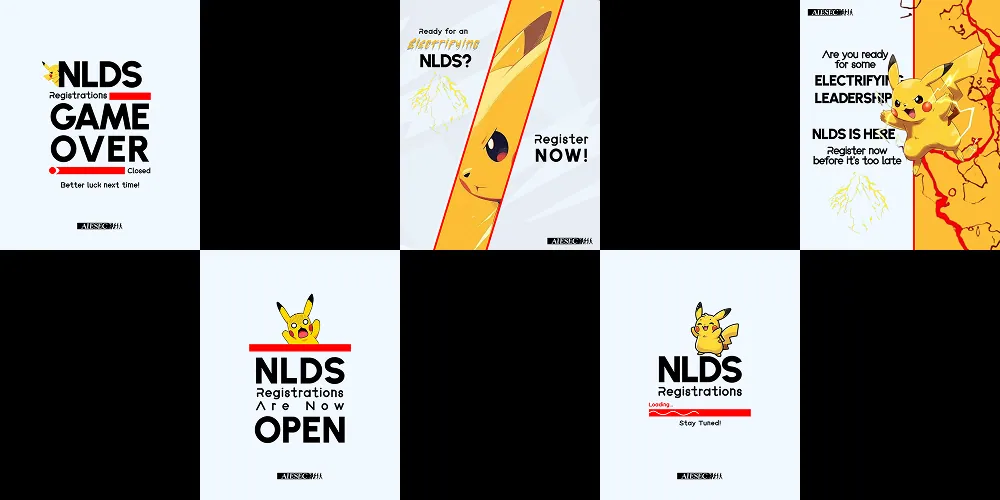 NLDS
Registrations
GAME
OVER
Closed
Better luck next time!
AIESEC
Ready for an
Electrifying
NLDS?
Register
NOW!
AIESEC
AIESEC
Are you ready
for some
ELECTRIFYING
LEADERSHIP
NLDS IS HERE
Register now
before it's too late
NLDS
Registrations
Are Now
OPEN
AIESEC
NLDS
Registrations
Loading...
Stay Tuned!
AIESEC